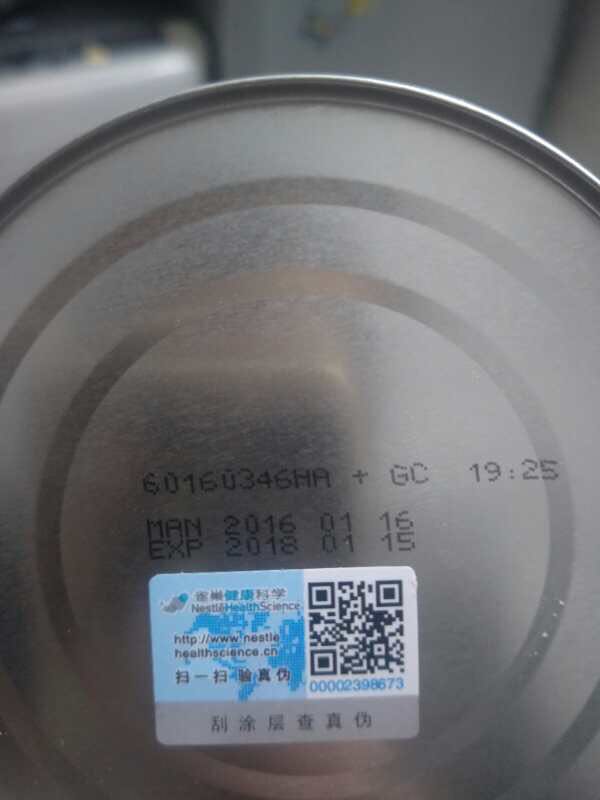 60160346HA + GC 19:25
MAN 2016 01 16
EXP 2018 01 15
雀巢健康科学
NestléHealthScience
http://www.nestle
healthscience.cn
扫一扫 验真伪
00002398673
刮涂层查真伪